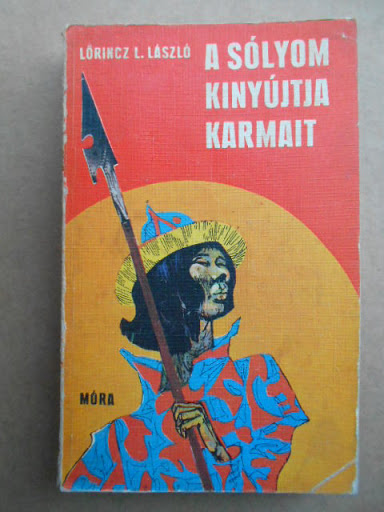 LŐRINCZ L. LÁSZLÓ
A SÓLYOM
KINYÚJTJA
KARMAIT
MÓRA